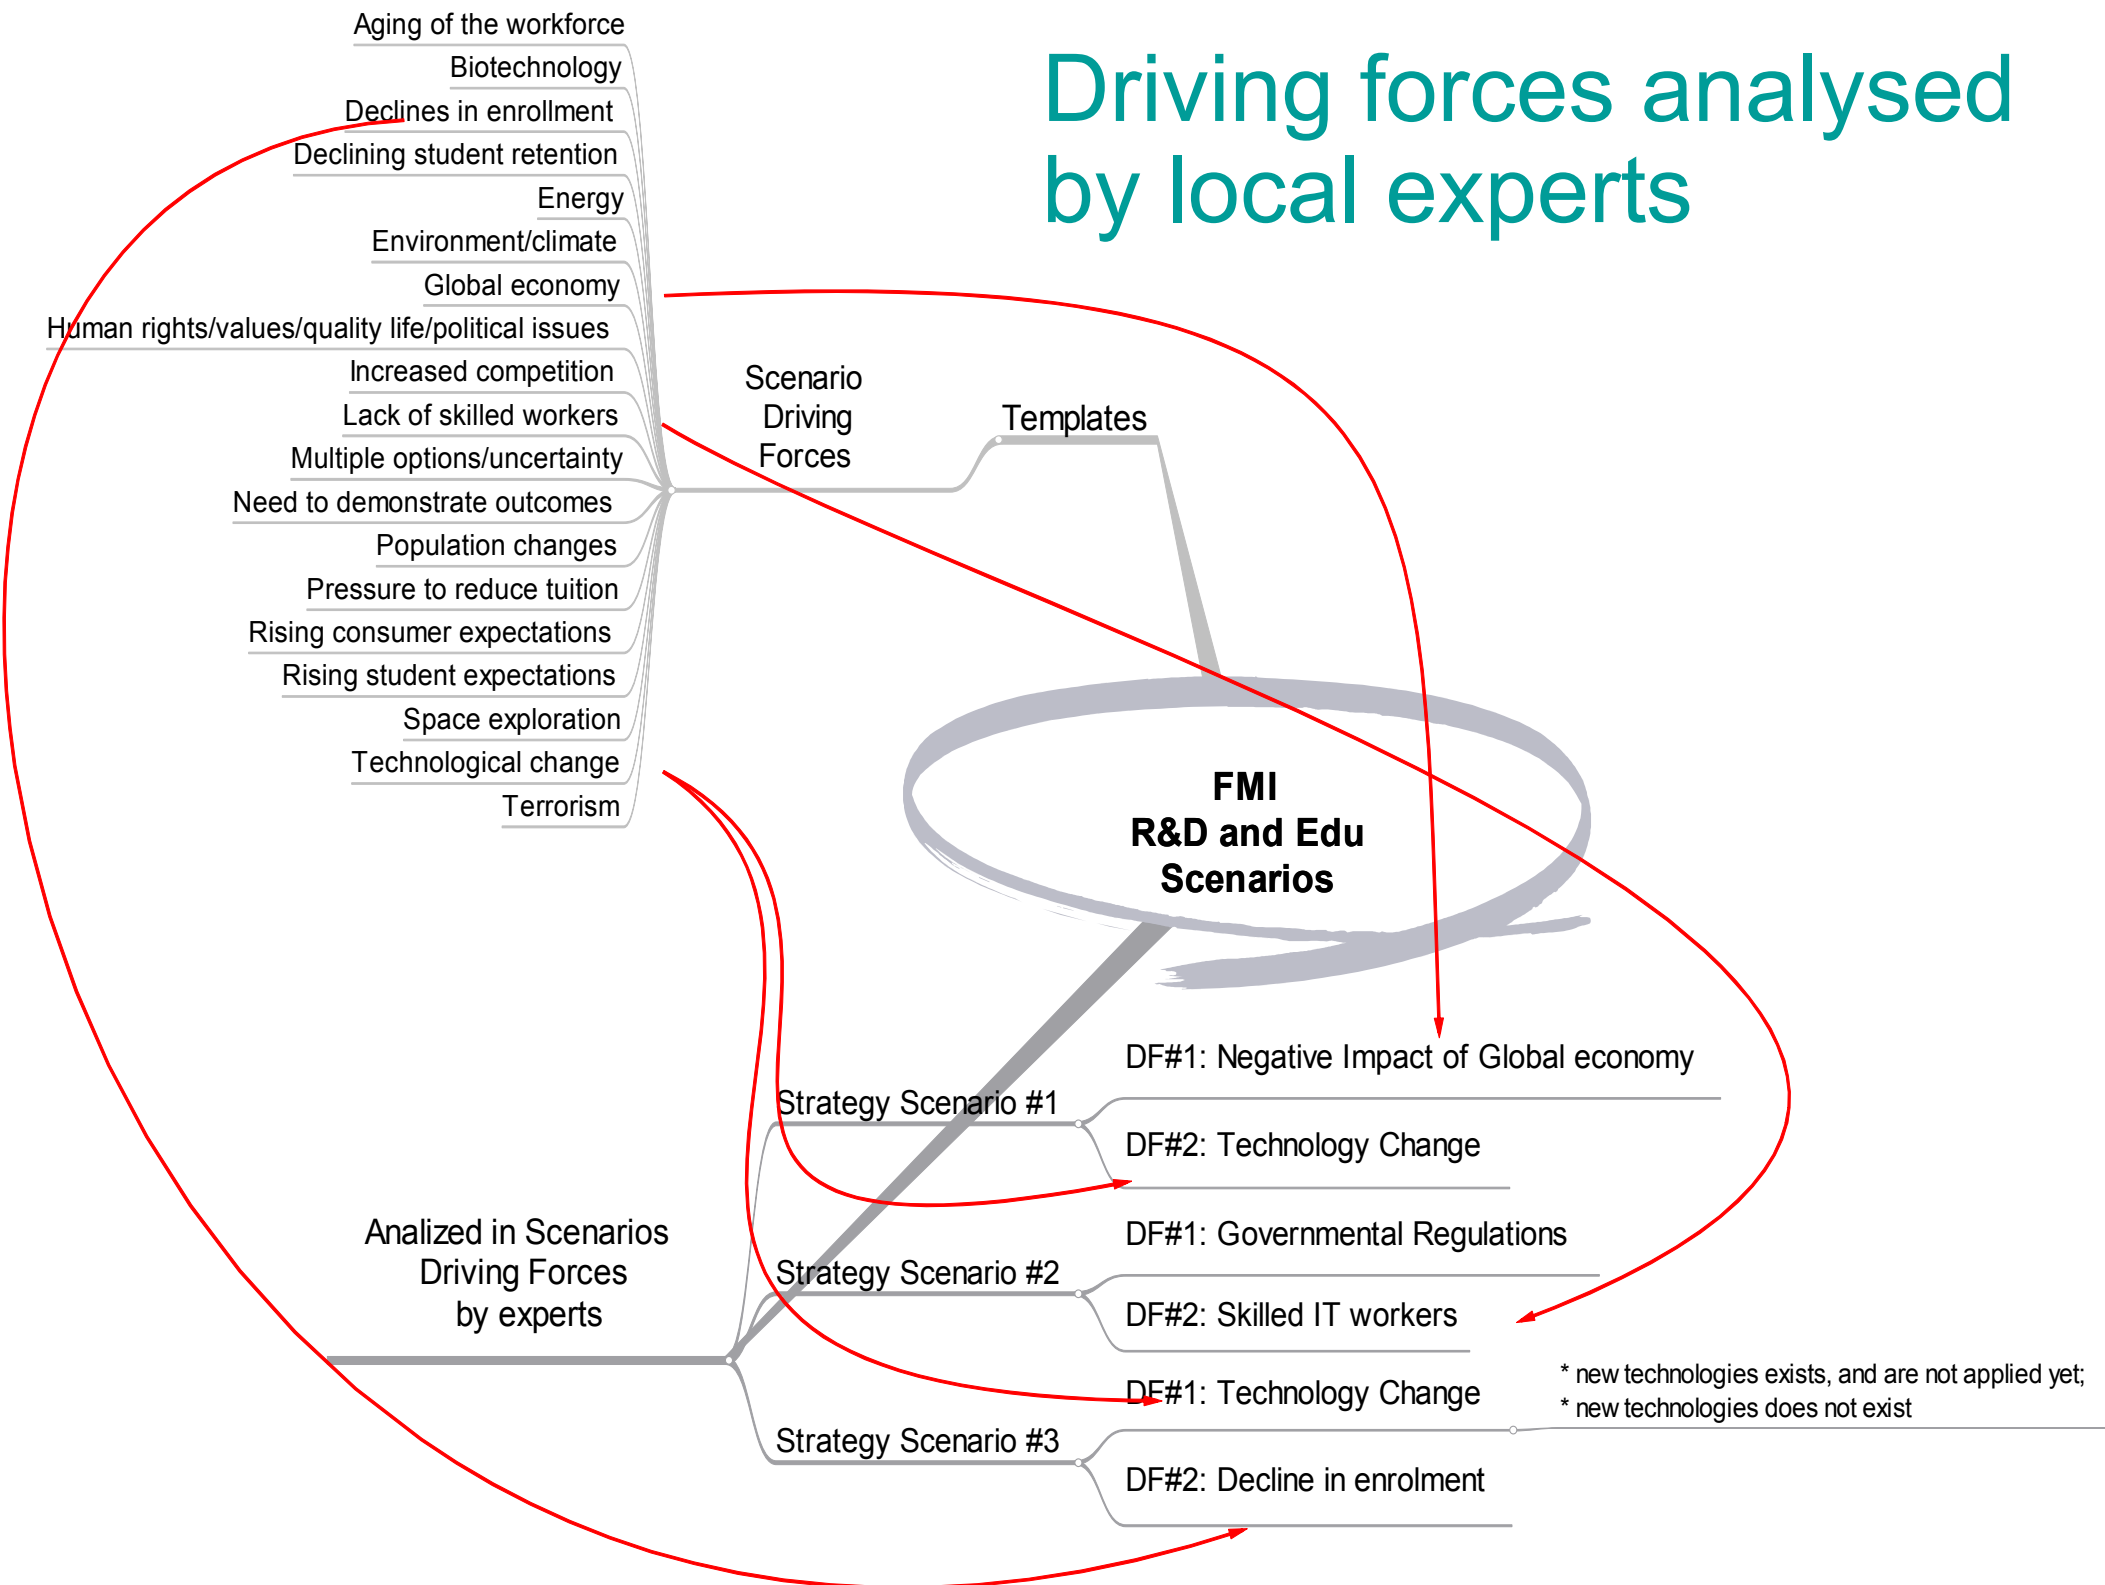 Driving forces analysed
by local experts
Aging of the workforce
Biotechnology
Declines in enrollment
Declining student retention
Energy
Environment/climate
Global economy
Human rights/values/quality life/political issues
Increased competition
Lack of skilled workers
Multiple options/uncertainty
Need to demonstrate outcomes
Population changes
Pressure to reduce tuition
Rising consumer expectations
Rising student expectations
Space exploration
Technological change
Terrorism
Scenario
Driving
Forces
Templates
FMI
R&D and Edu
Scenarios
Analized in Scenarios
Driving Forces
by experts
Strategy Scenario #1
DF#1: Negative Impact of Global economy
DF#2: Technology Change
Strategy Scenario #2
DF#1: Governmental Regulations
DF#2: Skilled IT workers
Strategy Scenario #3
DF#1: Technology Change
* new technologies exists, and are not applied yet;
* new technologies does not exist
DF#2: Decline in enrolment